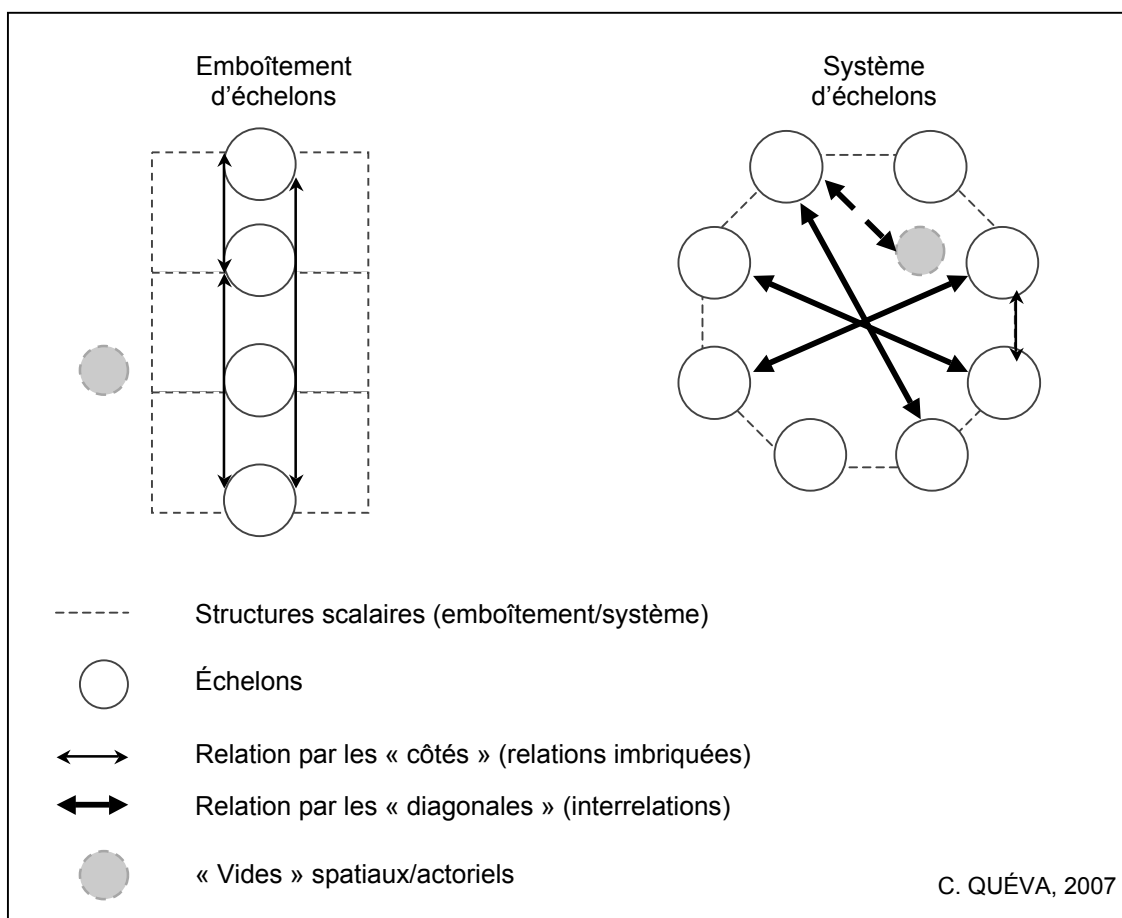 Emboîtement
d'échelons
Système
d'échelons
Structures scalaires (emboîtement/système)
Échelons
Relation par les « côtés » (relations imbriquées)
Relation par les « diagonales » (interrelations)
« Vides » spatiaux/actoriels
C. QUÉVA, 2007